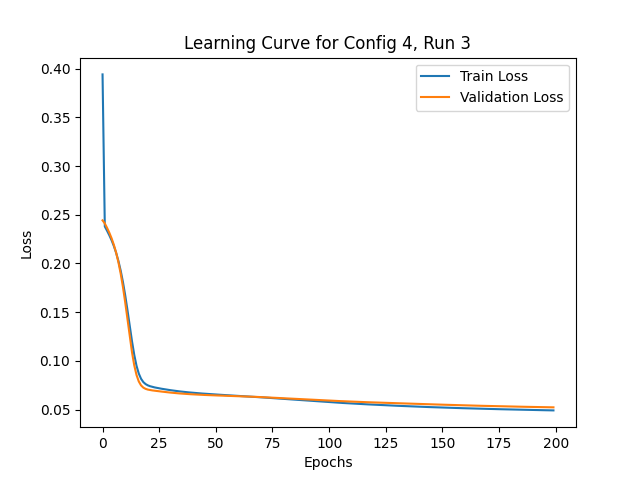 Learning Curve for Config 4, Run 3
Train Loss
Validation Loss
0.40
0.35
0.30
0.25
0.20
0.15
0.10
0.05
Loss
0 25 50 75 100 125 150 175 200
Epochs